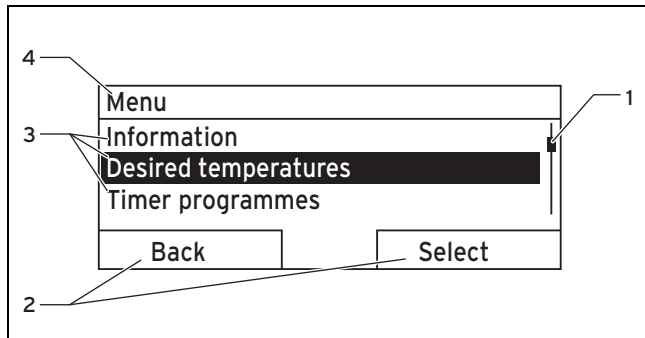 4
Menu
1
3
Information
Desired temperatures
Timer programmes
Back Select
2